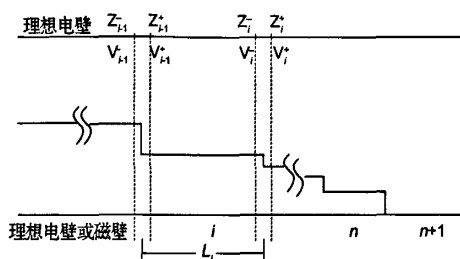 理想电壁 Z⁻ᵢ₋₁ Z⁺ᵢ₋₁ Z⁻ᵢ Z⁺ᵢ
V⁻ᵢ₋₁ V⁺ᵢ₋₁ V⁻ᵢ V⁺ᵢ
理想电壁或磁壁 i n n+1
Lᵢ